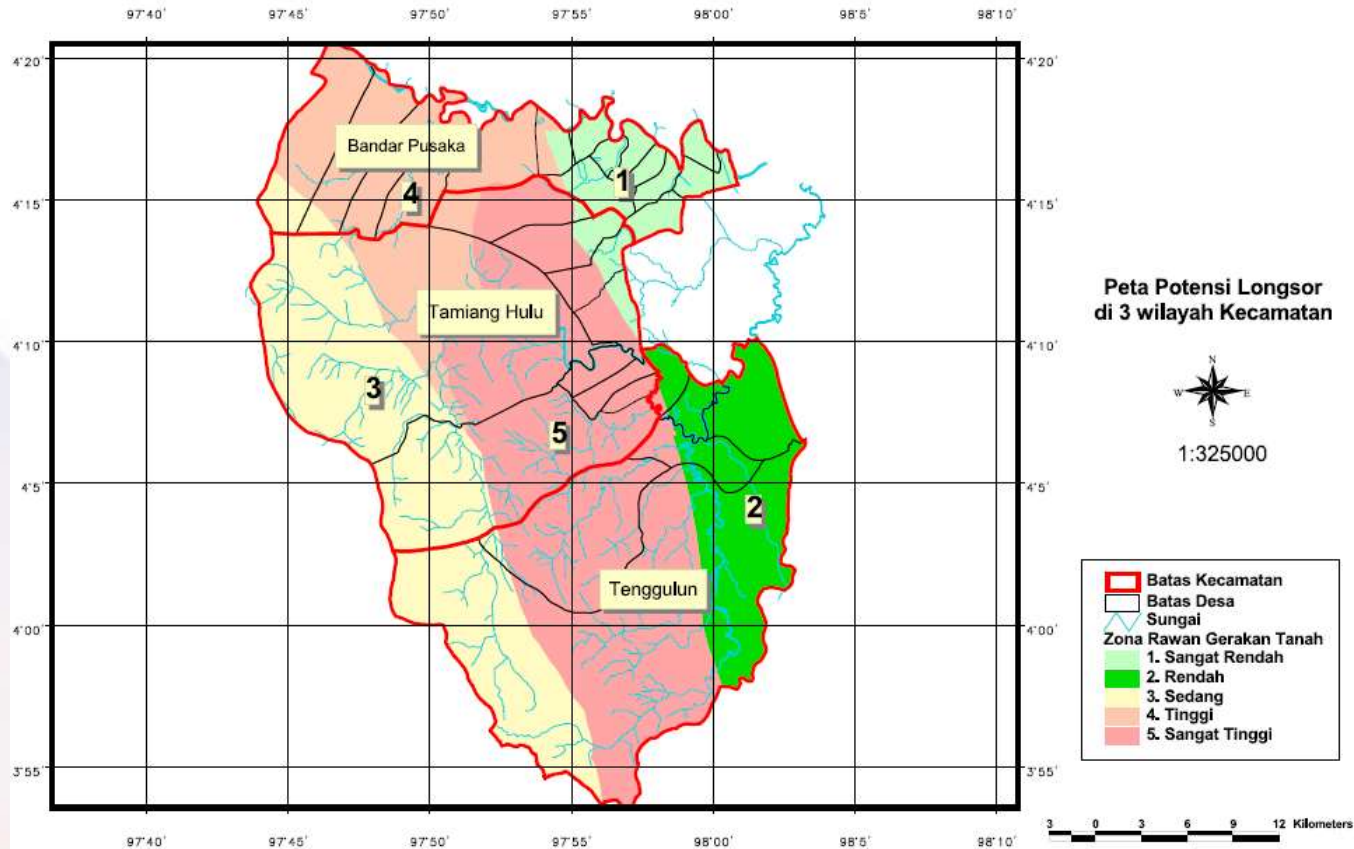 97°40' 97°45' 97°50' 97°55' 98°00' 98°5' 98°10'
4°20' 4°20'
Bandar Pusaka
1
4
4°15' 4°15'
Tamiang Hulu
4°10' 4°10'
3
5
4°5' 4°5'
2
Tenggulun
4°00' 4°00'
3°55' 3°55'
97°40' 97°45' 97°50' 97°55' 98°00' 98°5' 98°10'
Peta Potensi Longsor
di 3 wilayah Kecamatan
N
W E
S
1:325000
Batas Kecamatan
Batas Desa
Sungai
Zona Rawan Gerakan Tanah
1. Sangat Rendah
2. Rendah
3. Sedang
4. Tinggi
5. Sangat Tinggi
3 0 3 6 9 12 Kilometers